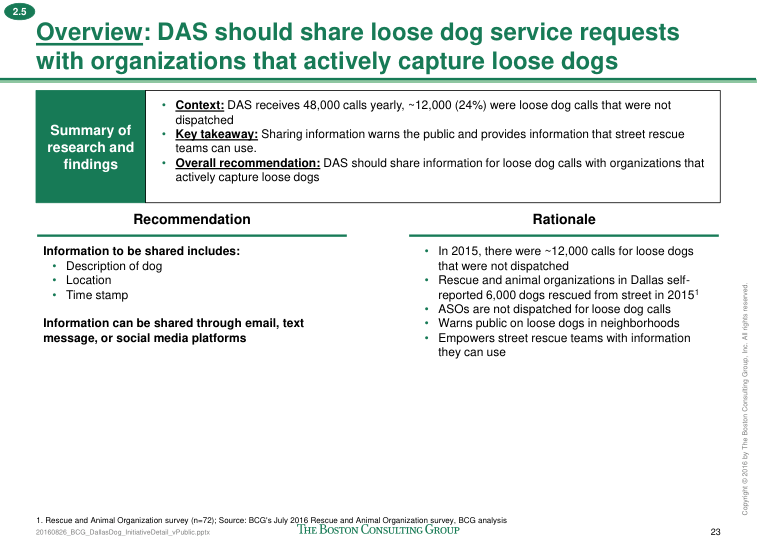 2.5
Overview: DAS should share loose dog service requests
with organizations that actively capture loose dogs
Summary of
research and
findings
• Context: DAS receives 48,000 calls yearly, ~12,000 (24%) were loose dog calls that were not
dispatched
• Key takeaway: Sharing information warns the public and provides information that street rescue
teams can use.
• Overall recommendation: DAS should share information for loose dog calls with organizations that
actively capture loose dogs
Recommendation
Information to be shared includes:
• Description of dog
• Location
• Time stamp
Information can be shared through email, text
message, or social media platforms
Rationale
• In 2015, there were ~12,000 calls for loose dogs
that were not dispatched
• Rescue and animal organizations in Dallas self-
reported 6,000 dogs rescued from street in 2015¹
• ASOs are not dispatched for loose dog calls
• Warns public on loose dogs in neighborhoods
• Empowers street rescue teams with information
they can use
Copyright © 2016 by The Boston Consulting Group, Inc. All rights reserved.
1. Rescue and Animal Organization survey (n=72); Source: BCG's July 2016 Rescue and Animal Organization survey, BCG analysis
20160826_BCG_DallasDog_InitiativeDetail_vPublic.pptx
THE BOSTON CONSULTING GROUP
23